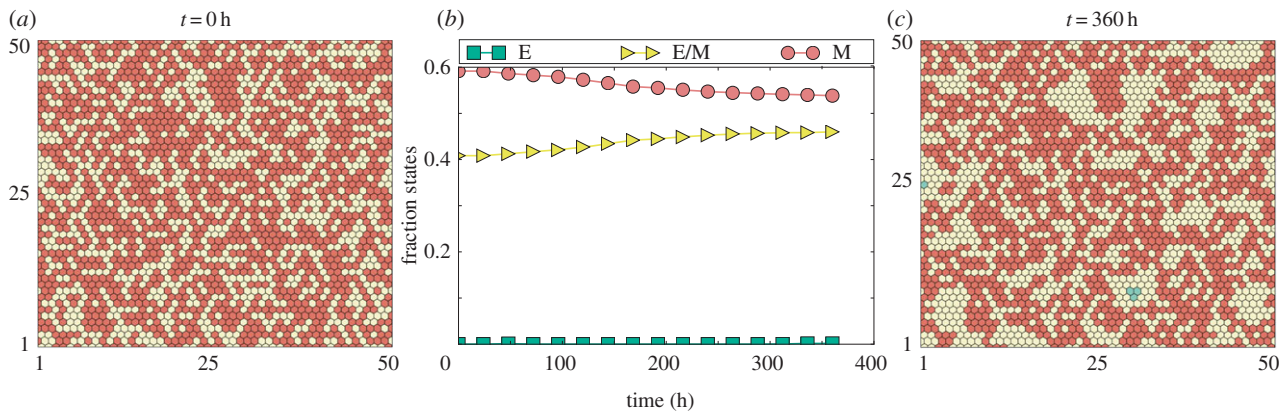 (a) t = 0 h
50
25
1
1 25 50
(b)
E E/M M
0.6
0.4
0.2
0 100 200 300 400
fraction states
time (h)
(c) t = 360 h
50
25
1
1 25 50